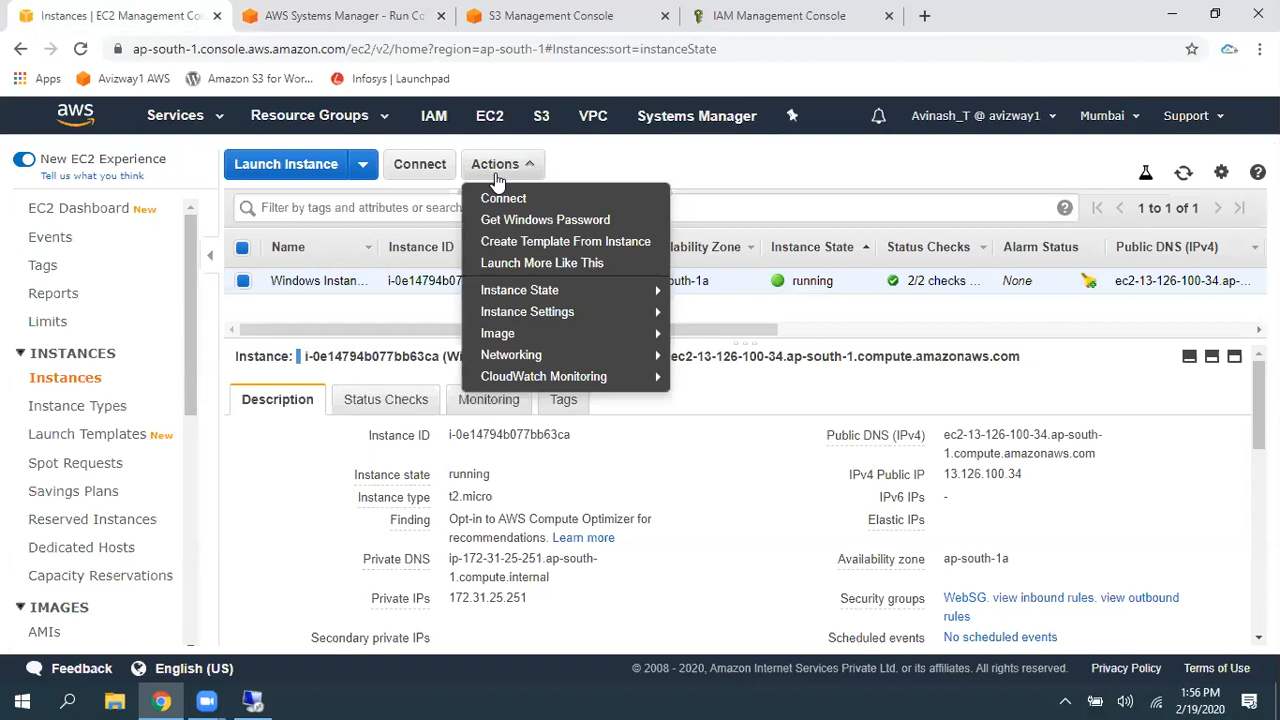 Instances | EC2 Management Con
AWS Systems Manager - Run Co
S3 Management Console
IAM Management Console
ap-south-1.console.aws.amazon.com/ec2/v2/home?region=ap-south-1#Instances:sort=instanceState
Apps
Avizway1 AWS
Amazon S3 for Wor...
Infosys | Launchpad
aws
Services
Resource Groups
IAM
EC2
S3
VPC
Systems Manager
Avinash_T @ avizway1
Mumbai
Support
New EC2 Experience
Tell us what you think
EC2 Dashboard New
Events
Tags
Reports
Limits
INSTANCES
Instances
Instance Types
Launch Templates New
Spot Requests
Savings Plans
Reserved Instances
Dedicated Hosts
Capacity Reservations
IMAGES
AMIs
Launch Instance
Connect
Actions
Connect
Get Windows Password
Create Template From Instance
Launch More Like This
Instance State
Instance Settings
Image
Networking
CloudWatch Monitoring
Filter by tags and attributes or search
1 to 1 of 1
Name
Instance ID
lability Zone
Instance State
Status Checks
Alarm Status
Public DNS (IPv4)
Windows Instan...
i-0e14794b07
uth-1a
running
2/2 checks ...
None
ec2-13-126-100-34.ap-...
Instance:
i-0e14794b077bb63ca (Wi
ec2-13-126-100-34.ap-south-1.compute.amazonaws.com
Description
Status Checks
Monitoring
Tags
Instance ID
i-0e14794b077bb63ca
Instance state
running
Instance type
t2.micro
Finding
Opt-in to AWS Compute Optimizer for
recommendations. Learn more
Private DNS
ip-172-31-25-251.ap-south-
1.compute.internal
Private IPs
172.31.25.251
Secondary private IPs
Public DNS (IPv4)
ec2-13-126-100-34.ap-south-
1.compute.amazonaws.com
IPv4 Public IP
13.126.100.34
IPv6 IPs
-
Elastic IPs
Availability zone
ap-south-1a
Security groups
WebSG. view inbound rules. view outbound
rules
Scheduled events
No scheduled events
Feedback
English (US)
© 2008 - 2020, Amazon Internet Services Private Ltd. or its affiliates. All rights reserved.
Privacy Policy
Terms of Use
1:56 PM
2/19/2020